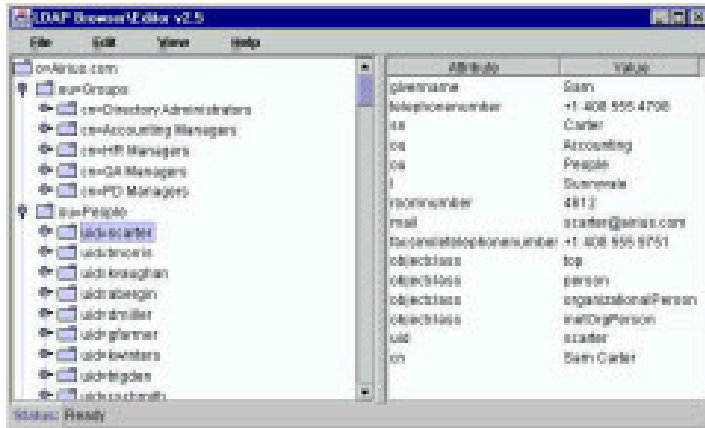 LDAP Browser\Editor v2.5
File Edit View Help
o=Airius.com
ou=Groups
cn=Directory Administrators
cn=Accounting Managers
cn=HR Managers
cn=QA Managers
cn=PD Managers
ou=People
uid=scarter
uid=tmorris
uid=kvaughan
uid=abergin
uid=dmiller
uid=gfarmer
uid=kwinters
uid=trigden
Attribute Value
givenname Sam
telephonenumber +1 408 555 4798
sn Carter
ou Accounting
ou People
l Sunnyvale
roomnumber 4612
mail scarter@airius.com
facsimiletelephonenumber +1 408 555 9751
objectclass top
objectclass person
objectclass organizationalPerson
objectclass inetOrgPerson
uid scarter
cn Sam Carter
Status: Ready